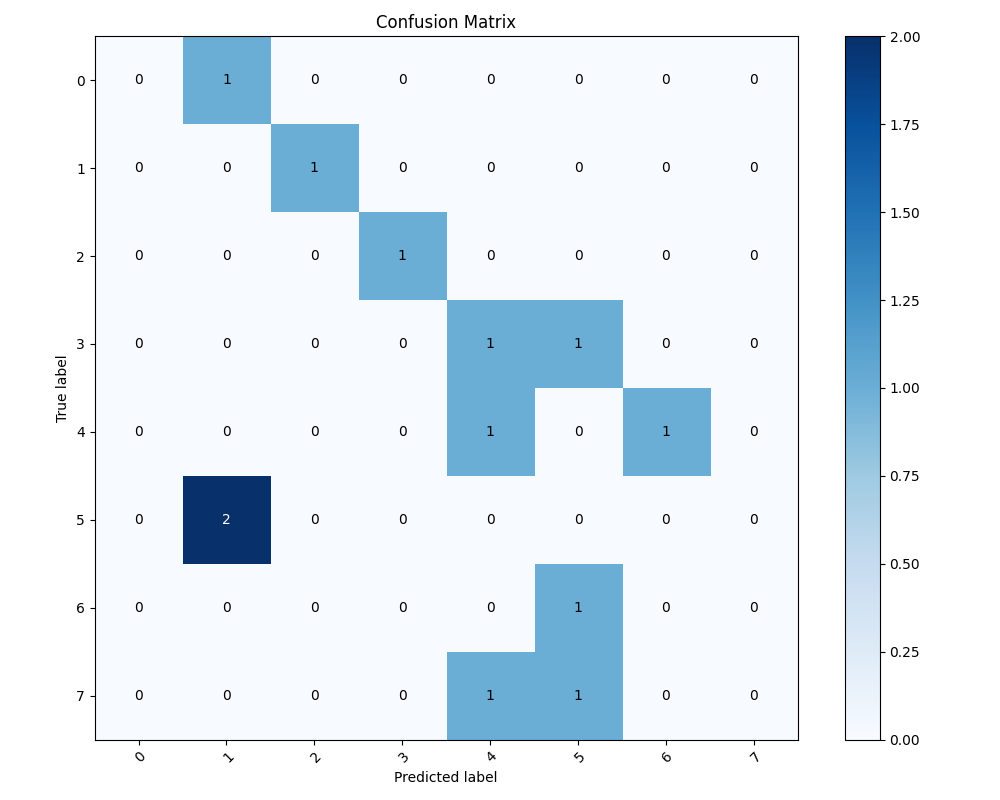 Confusion Matrix
0 0 1 0 0 0 0 0 0
1 0 0 1 0 0 0 0 0
2 0 0 0 1 0 0 0 0
3 0 0 0 0 1 1 0 0
4 0 0 0 0 1 0 1 0
5 0 2 0 0 0 0 0 0
6 0 0 0 0 0 1 0 0
7 0 0 0 0 1 1 0 0
0 1 2 3 4 5 6 7
True label
Predicted label
2.00
1.75
1.50
1.25
1.00
0.75
0.50
0.25
0.00